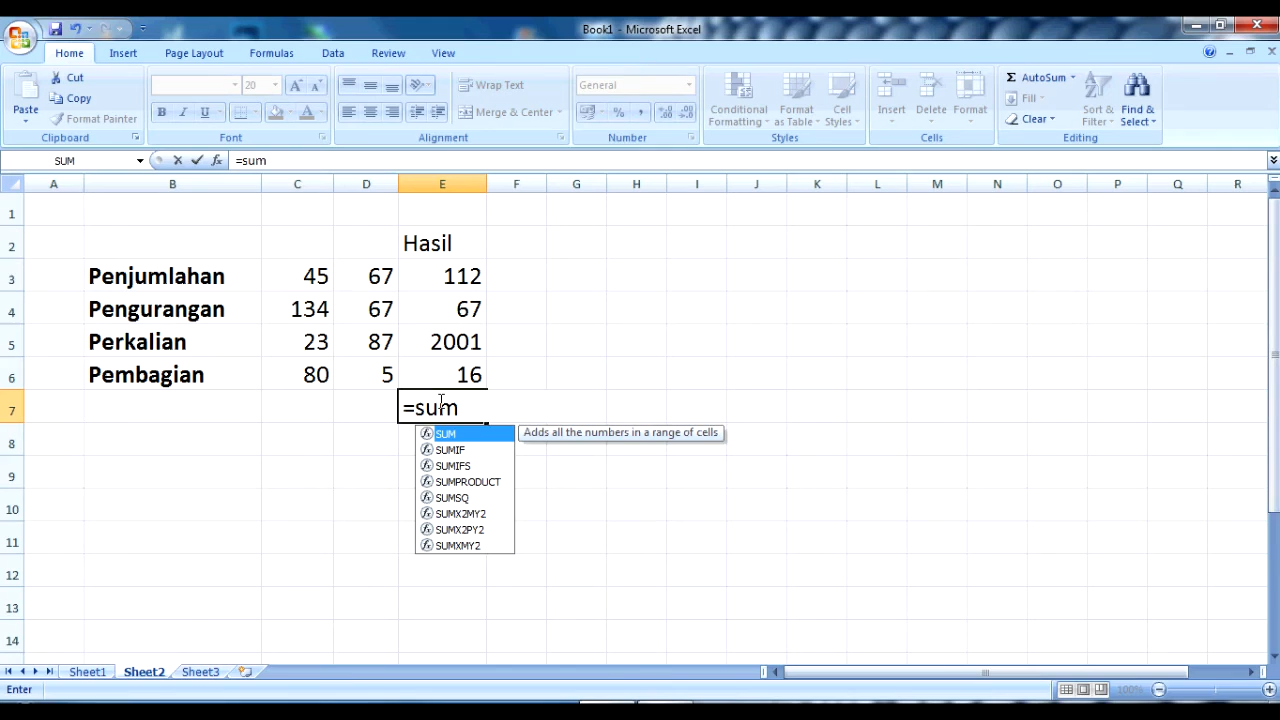 Book1 - Microsoft Excel
Home Insert Page Layout Formulas Data Review View
Cut
Copy
Format Painter
Paste
Clipboard
20
Font
Wrap Text
Merge & Center
Alignment
General
Number
Conditional Formatting
Format as Table
Cell Styles
Styles
Insert
Delete
Format
Cells
AutoSum
Fill
Clear
Sort & Filter
Find & Select
Editing
SUM =sum
A B C D E F G H I J K L M N O P Q R
1
2 Hasil
3 Penjumlahan 45 67 112
4 Pengurangan 134 67 67
5 Perkalian 23 87 2001
6 Pembagian 80 5 16
7 =sum
SUM Adds all the numbers in a range of cells
SUMIF
SUMIFS
SUMPRODUCT
SUMSQ
SUMX2MY2
SUMX2PY2
SUMXMY2
8
9
10
11
12
13
14
Sheet1 Sheet2 Sheet3
Enter 100%